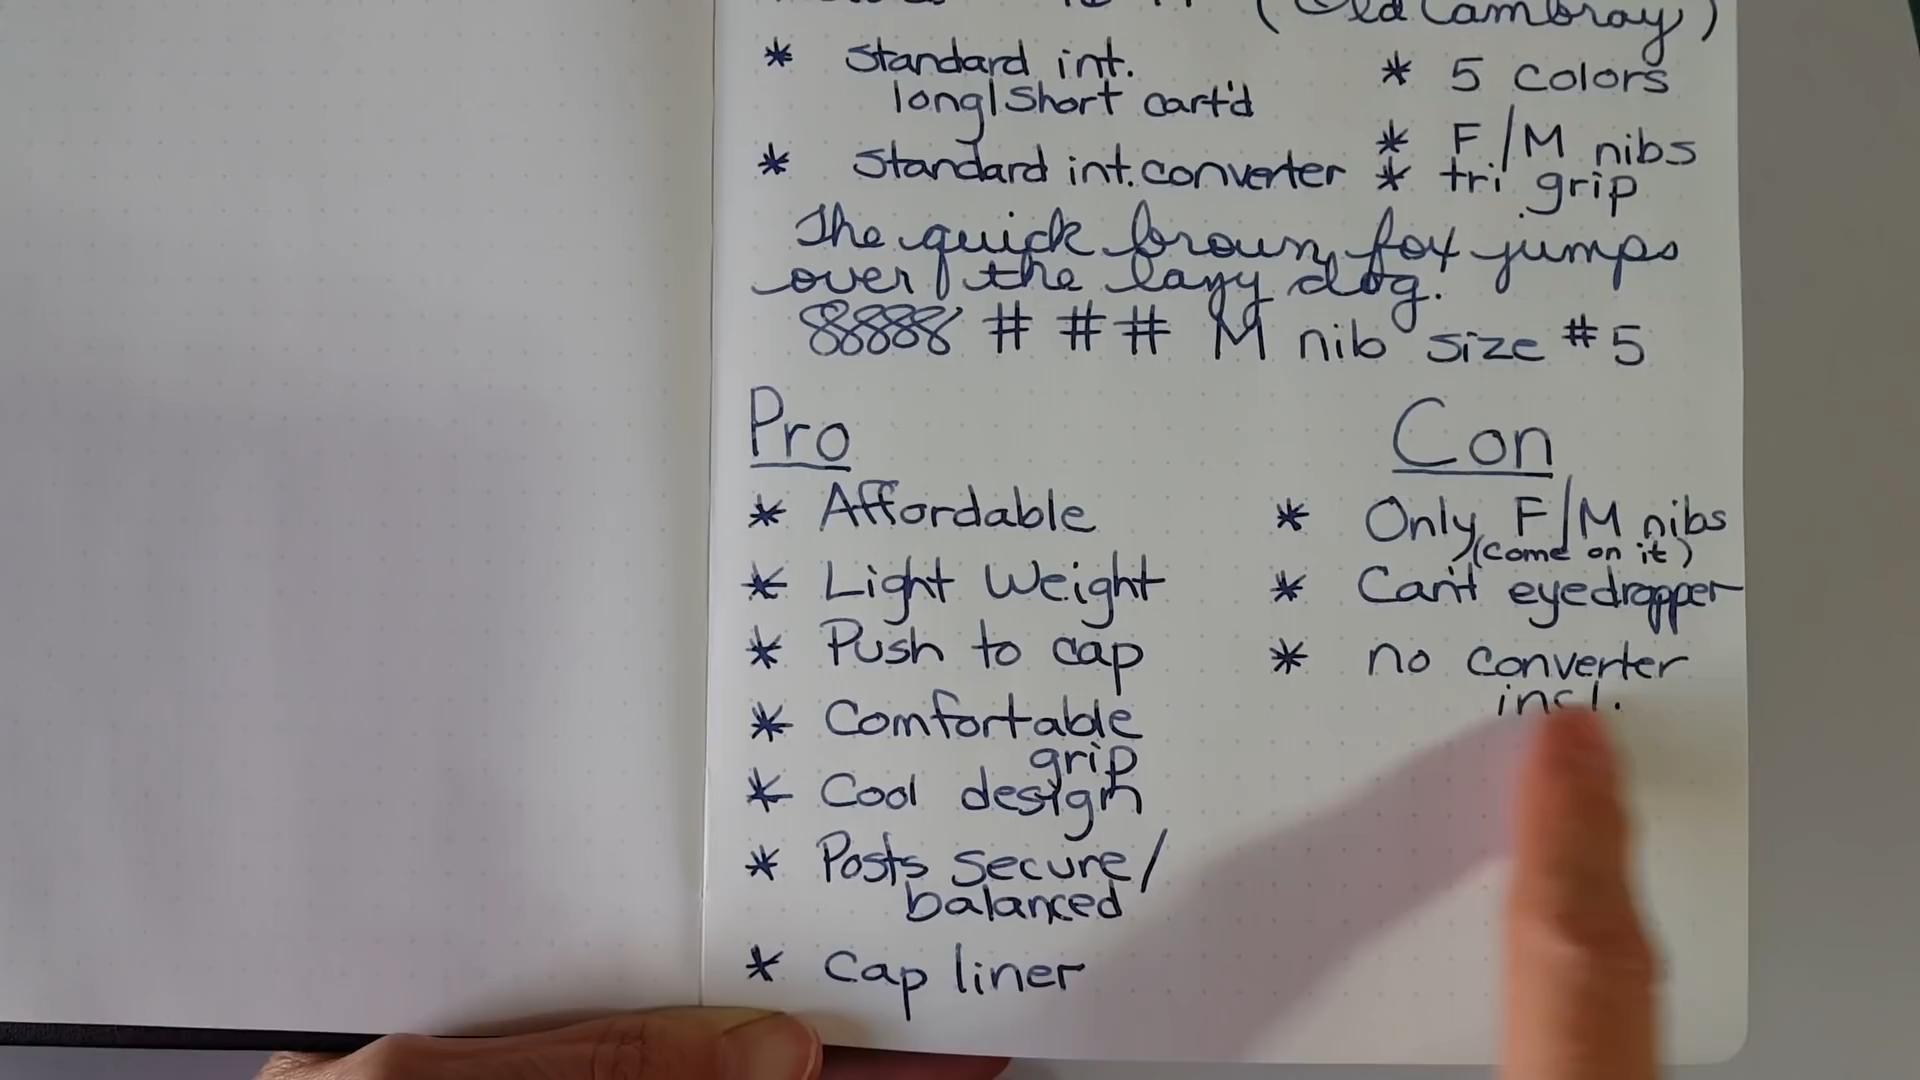 (Old Cambray)
* Standard int.
long/short cart'd
* Standard int. converter
* 5 colors
* F/M nibs
* tri grip
The quick brown fox jumps
over the lazy dog.
88888 # # # M nib size #5
Pro
* Affordable
* Light Weight
* Push to cap
* Comfortable
grip
* Cool design
* Posts secure/
balanced
* Cap liner
Con
* Only F/M nibs
(come on it)
* Can't eyedropper
* no converter
incl.